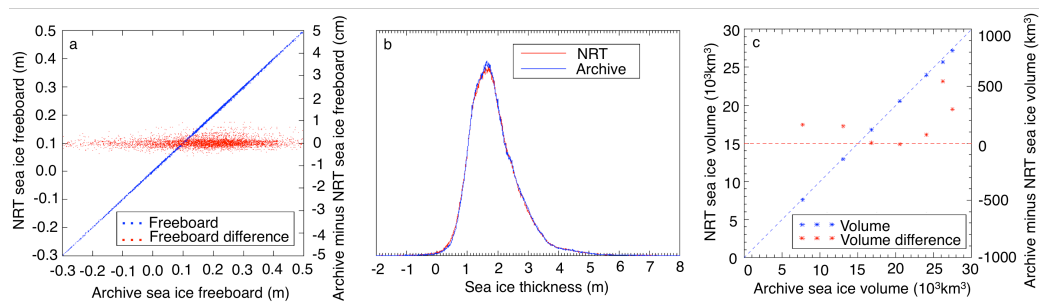 a
NRT sea ice freeboard (m)
0.5
0.4
0.3
0.2
0.1
0.0
-0.1
-0.2
-0.3
-0.3 -0.2 -0.1 0.0 0.1 0.2 0.3 0.4 0.5
Archive sea ice freeboard (m)
5
4
3
2
1
0
-1
-2
-3
-4
-5
Archive minus NRT sea ice freeboard (cm)
Freeboard
Freeboard difference
b
NRT
Archive
-2 -1 0 1 2 3 4 5 6 7 8
Sea ice thickness (m)
c
NRT sea ice volume (10³km³)
30
25
20
15
10
5
0
0 5 10 15 20 25 30
Archive sea ice volume (10³km³)
1000
500
0
-500
-1000
Archive minus NRT sea ice volume (km³)
Volume
Volume difference